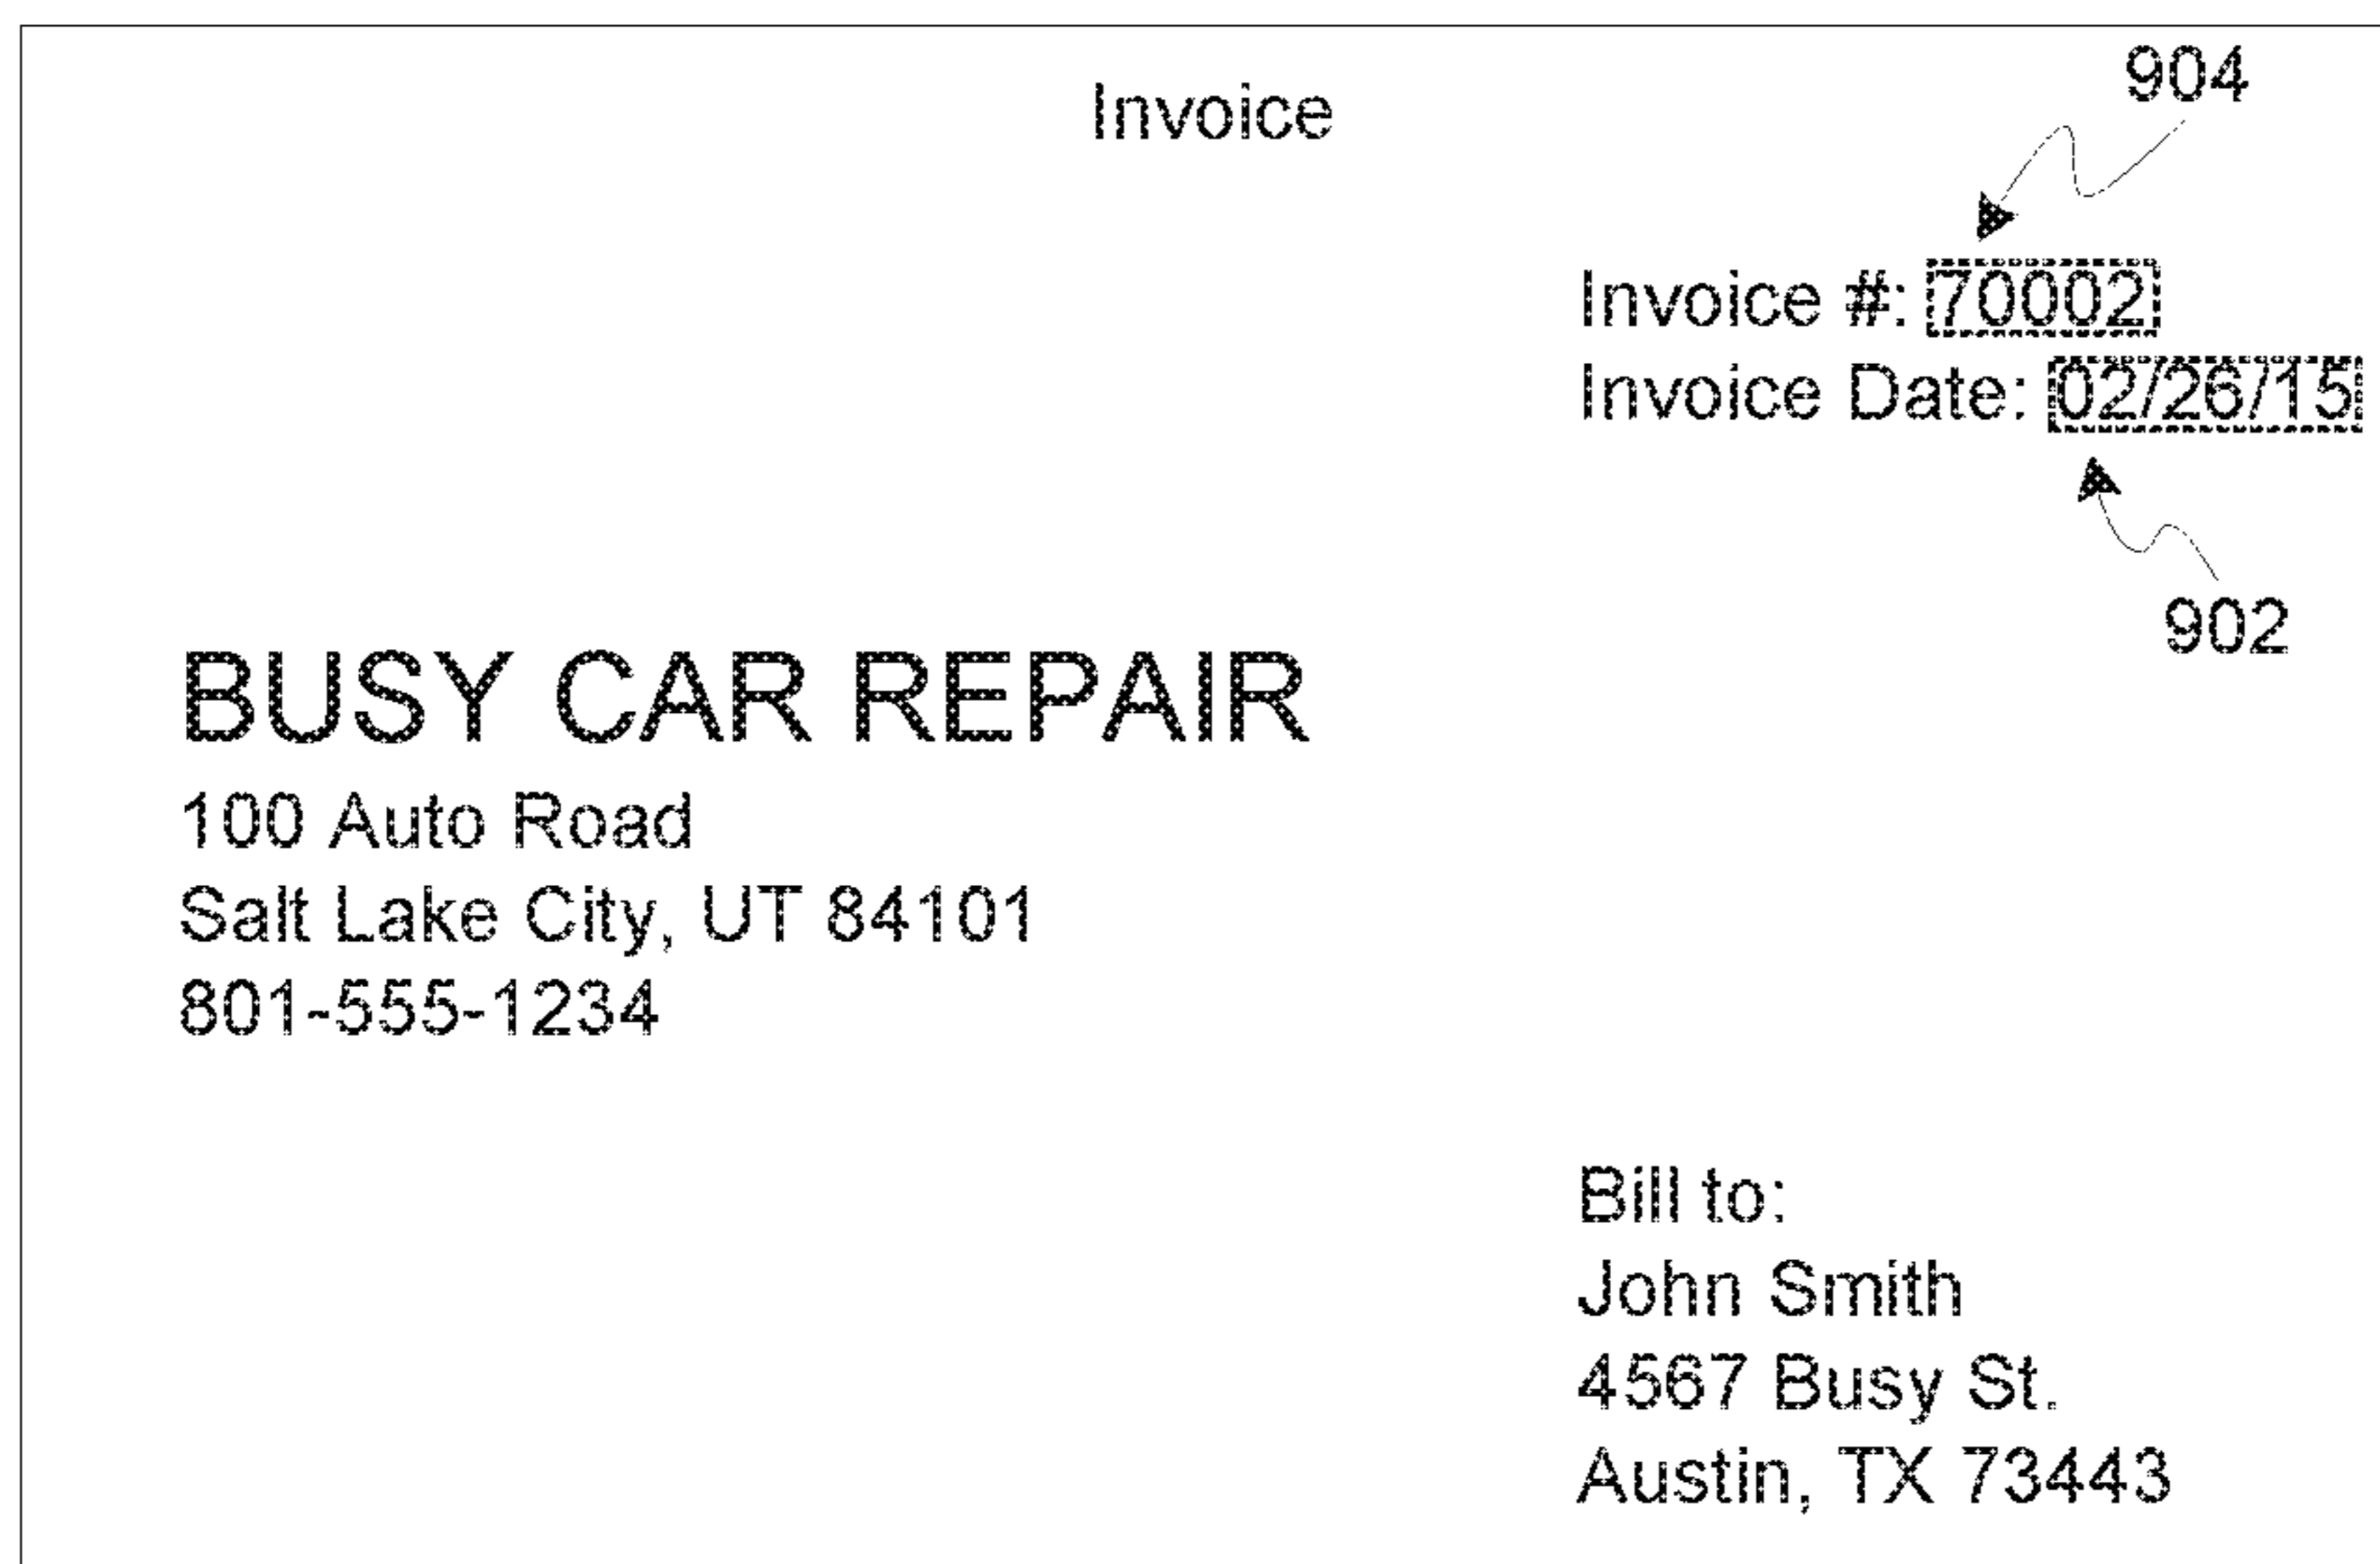 904
Invoice
Invoice #: 70002
Invoice Date: 02/26/15
902
BUSY CAR REPAIR
100 Auto Road
Salt Lake City, UT 84101
801-555-1234
Bill to:
John Smith
4567 Busy St.
Austin, TX 73443